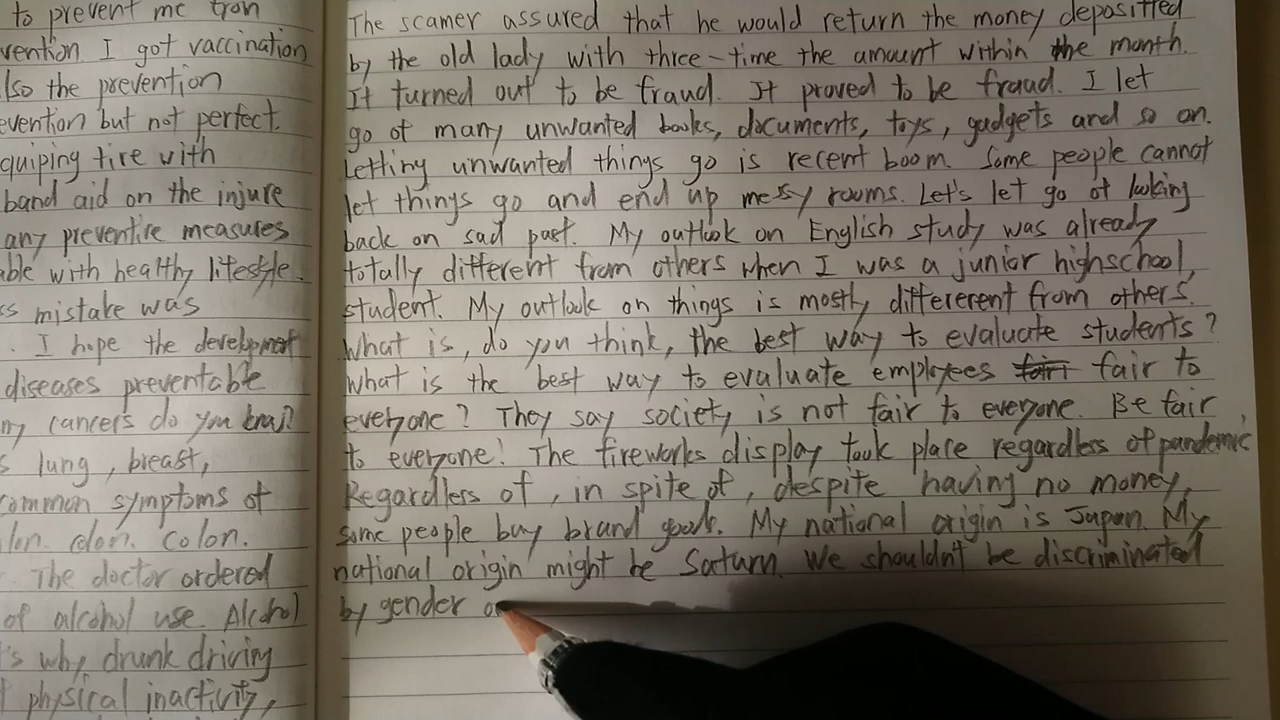 to prevent me from
vention. I got vaccination
lso the prevention
evention but not perfect.
quiping tire with
band aid on the injure
any preventive measures
able with healthy lifestyle.
ss mistake was
. I hope the development
diseases preventable
ny cancers do you know?
s lung, breast,
common symptoms of
lon. colon. colon.
. The doctor ordered
of alcohol use. Alcohol
's why drunk driving
f physical inactivity,
The scamer assured that he would return the money depositted
by the old lady with three-time the amount within the month.
It turned out to be fraud. It proved to be fraud. I let
go of many unwanted books, documents, toys, gadgets and so on.
Letting unwanted things go is recent boom. Some people cannot
let things go and end up messy rooms. Let's let go of looking
back on sad past. My outlook on English study was already
totally different from others when I was a junior highschool,
student. My outlook on things is mostly differerent from others.
What is, do you think, the best way to evaluate students?
What is the best way to evaluate employees fair fair to
everyone? They say society is not fair to everyone. Be fair,
to everyone! The fireworks display took place regardless of pandemic
Regardless of, in spite of, despite having no money,
some people buy brand goods. My national origin is Japan. My
national origin might be Saturn. We shouldn't be discriminated
by gender o